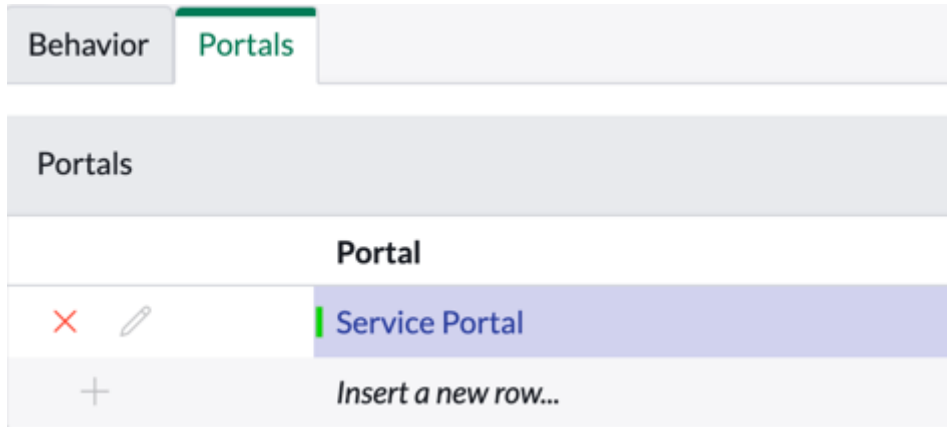 Behavior Portals
Portals
Portal
Service Portal
Insert a new row...